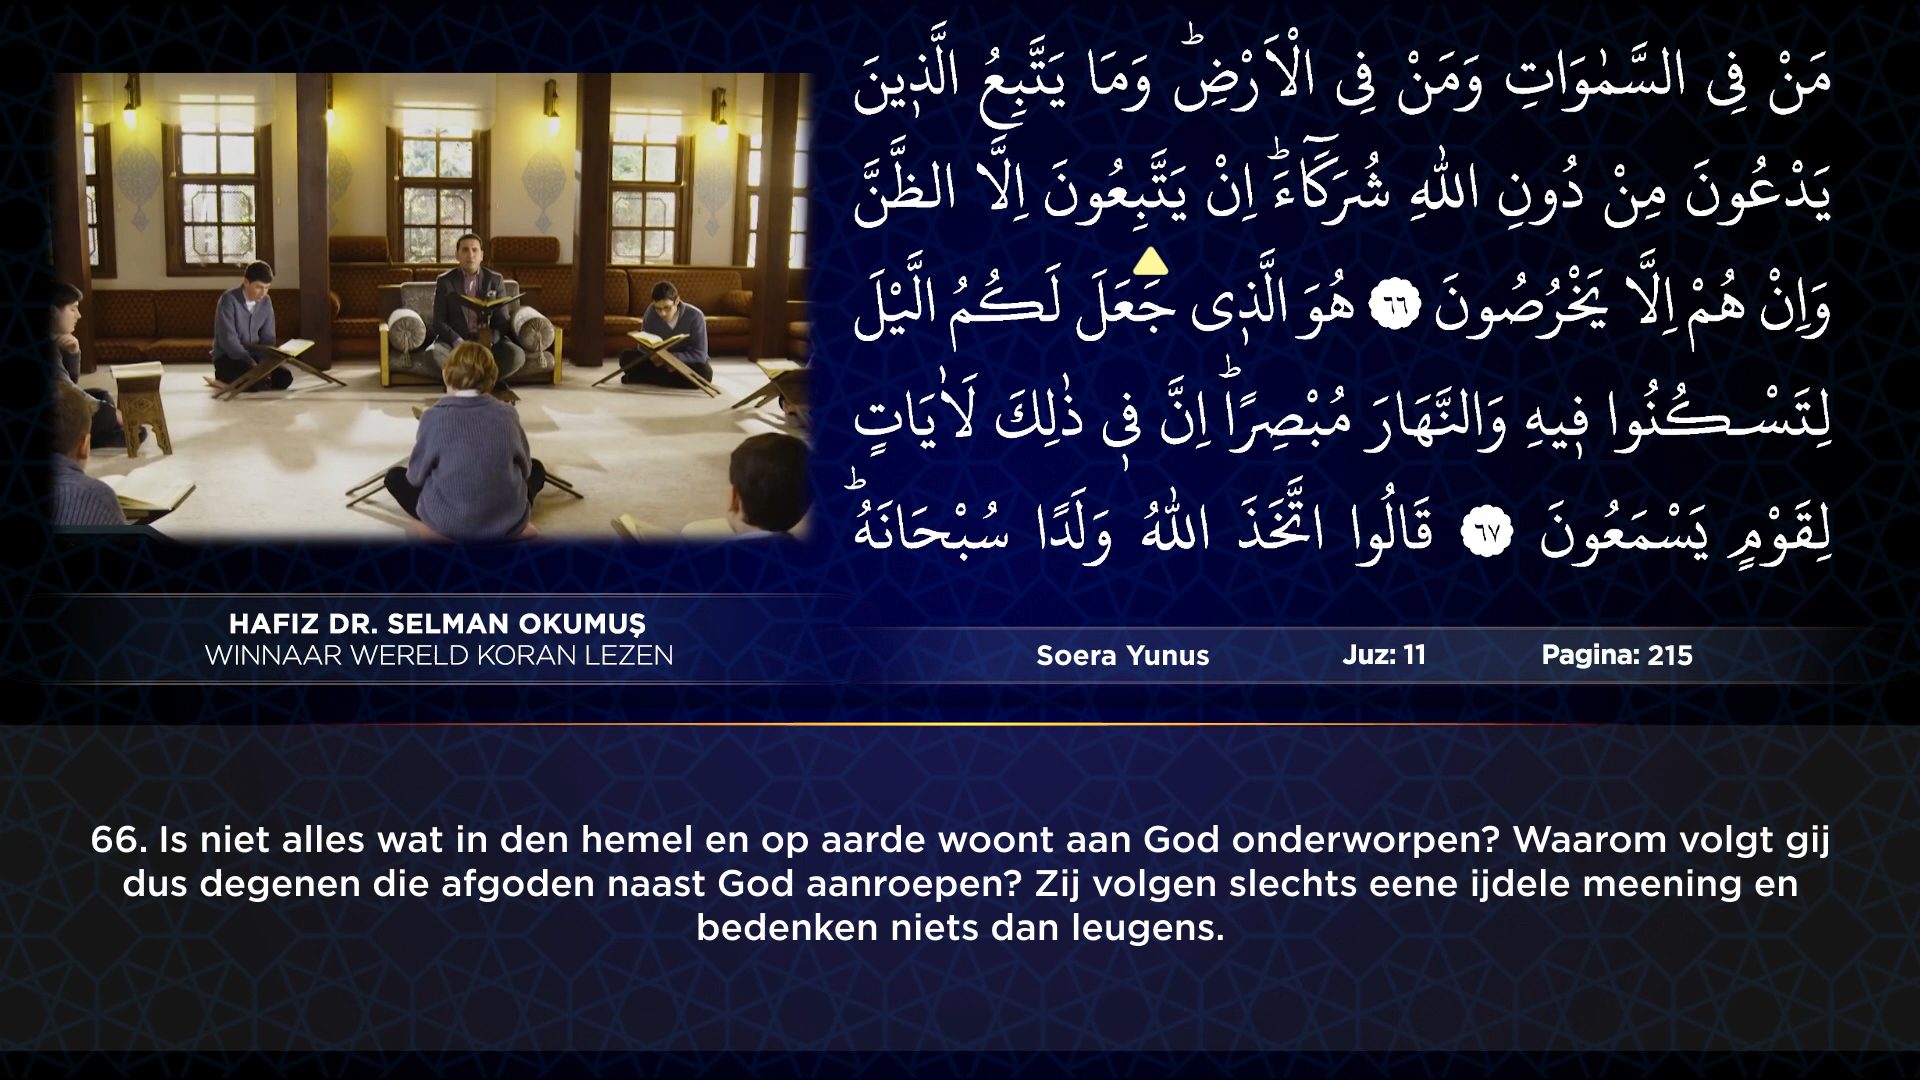 مَنْ فِى السَّمٰوَاتِ وَمَنْ فِى الْاَرْضِۜ وَمَا يَتَّبِعُ الَّذ۪ينَ
يَدْعُونَ مِنْ دُونِ اللّٰهِ شُرَكَٓاءَۜ اِنْ يَتَّبِعُونَ اِلَّا الظَّنَّ
وَاِنْ هُمْ اِلَّا يَخْرُصُونَ ﴿٦٦﴾ هُوَ الَّذ۪ى جَعَلَ لَكُمُ الَّيْلَ
لِتَسْكُنُوا ف۪يهِ وَالنَّهَارَ مُبْصِرًاۜ اِنَّ ف۪ى ذٰلِكَ لَاٰيَاتٍ
لِقَوْمٍ يَسْمَعُونَ ﴿٦٧﴾ قَالُوا اتَّخَذَ اللّٰهُ وَلَدًا سُبْحَانَهُۜ
HAFIZ DR. SELMAN OKUMUŞ
WINNAAR WERELD KORAN LEZEN
Soera Yunus Juz: 11 Pagina: 215
66. Is niet alles wat in den hemel en op aarde woont aan God onderworpen? Waarom volgt gij
dus degenen die afgoden naast God aanroepen? Zij volgen slechts eene ijdele meening en
bedenken niets dan leugens.